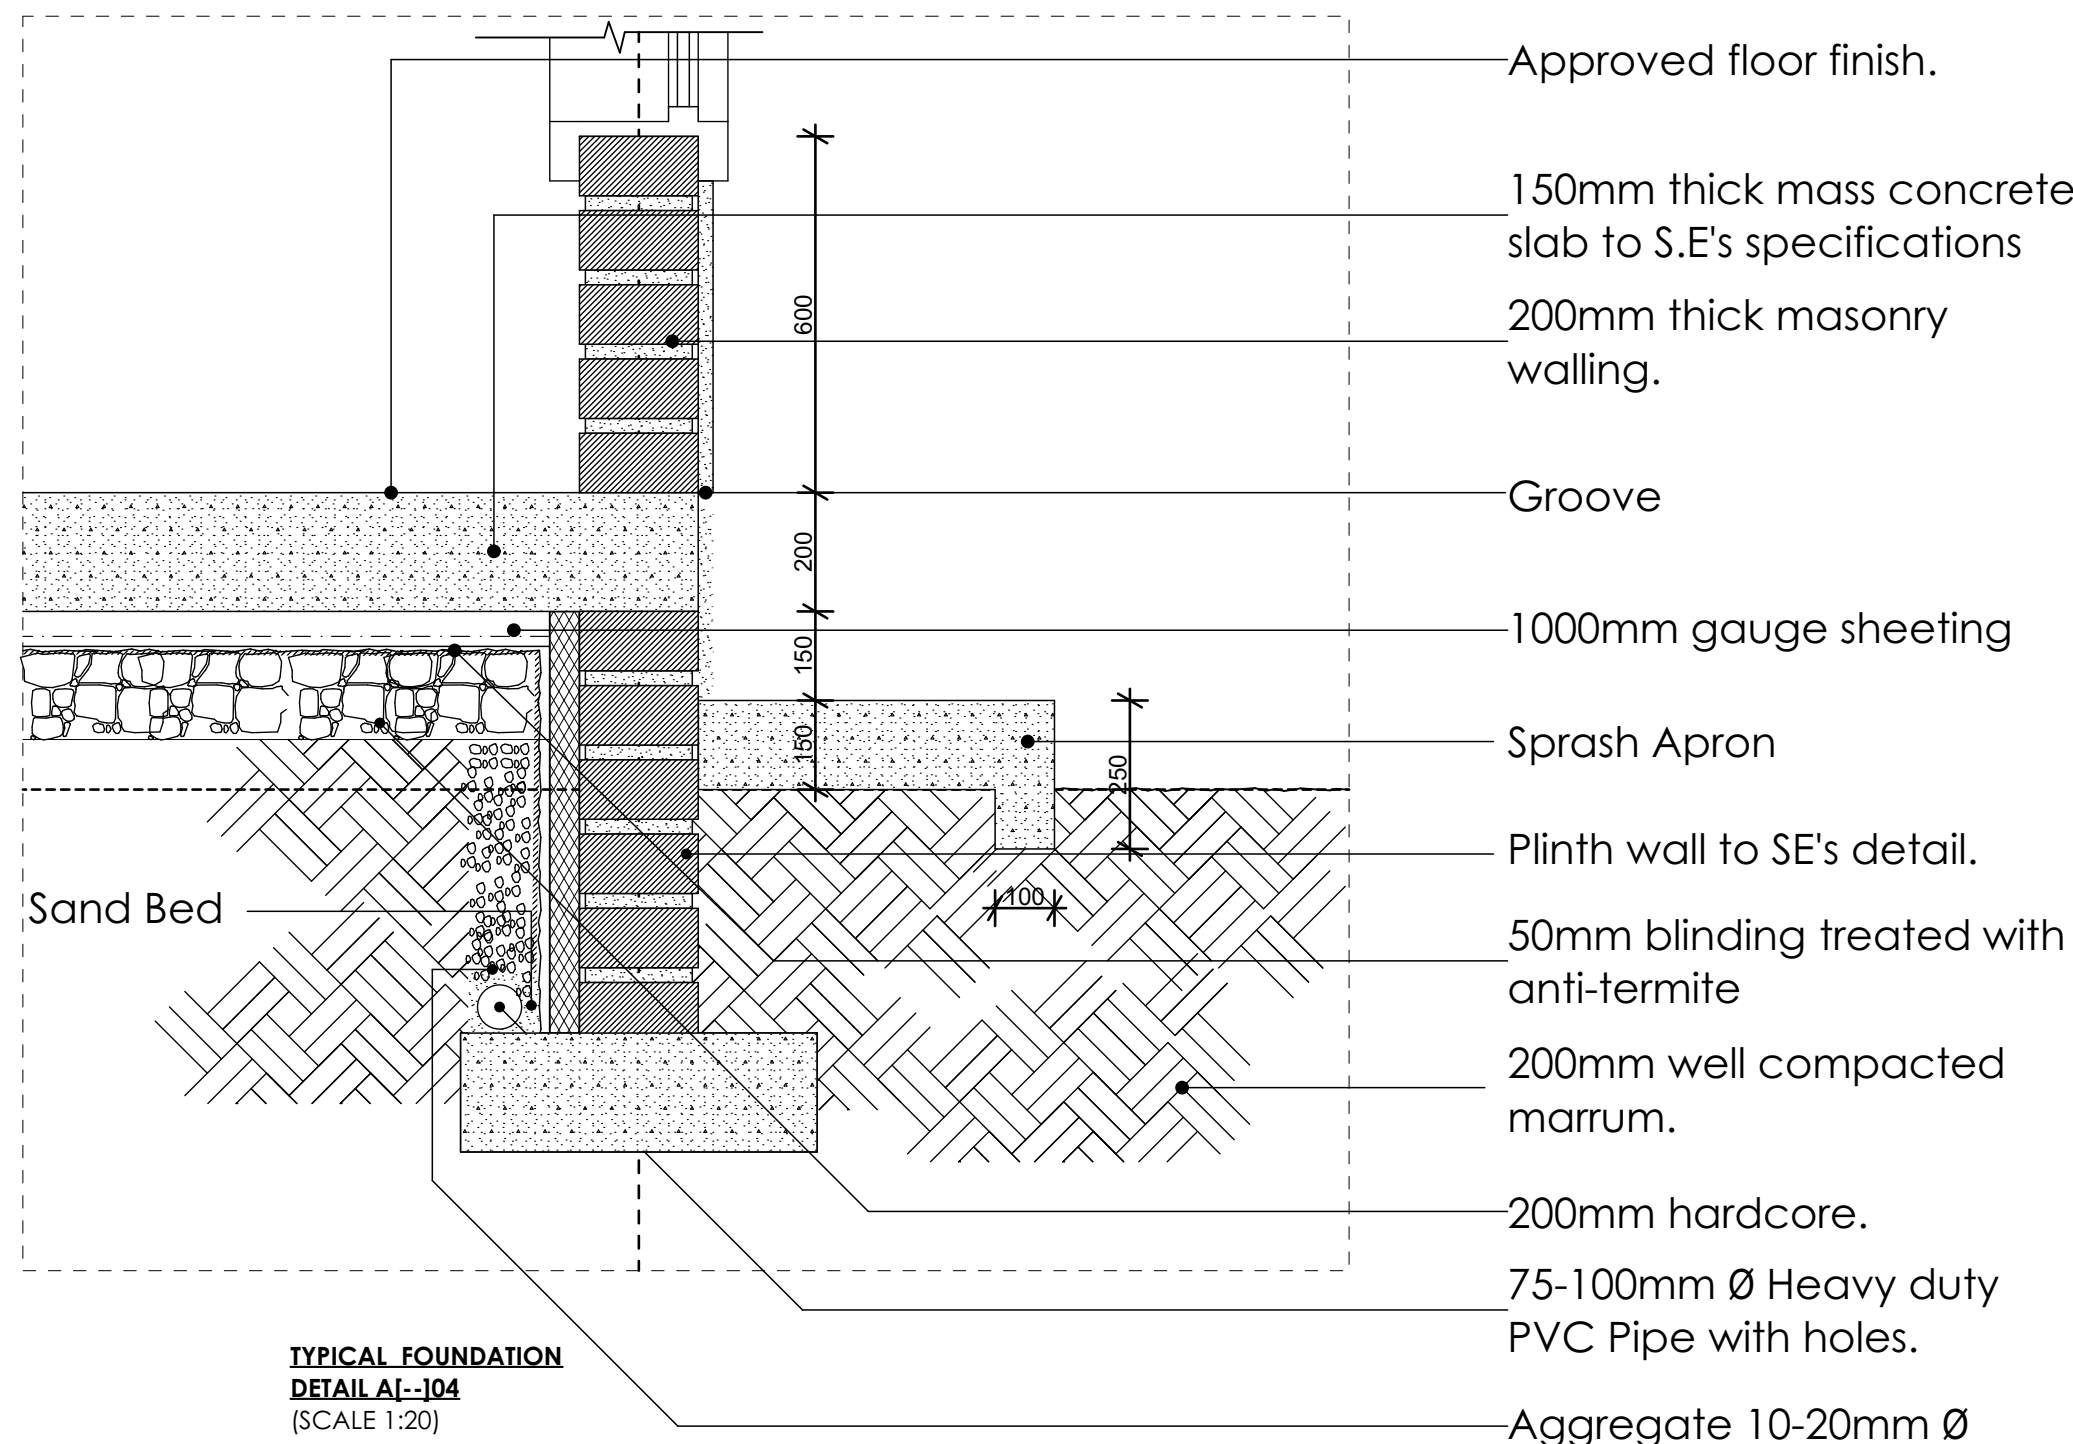 Approved floor finish.
150mm thick mass concrete
slab to S.E's specifications
200mm thick masonry
walling.
600
Groove
200
1000mm gauge sheeting
150
Sprash Apron
150
250
Plinth wall to SE's detail.
100
Sand Bed
50mm blinding treated with
anti-termite
200mm well compacted
marrum.
200mm hardcore.
75-100mm Ø Heavy duty
PVC Pipe with holes.
TYPICAL FOUNDATION
DETAIL A[--]04
(SCALE 1:20)
Aggregate 10-20mm Ø